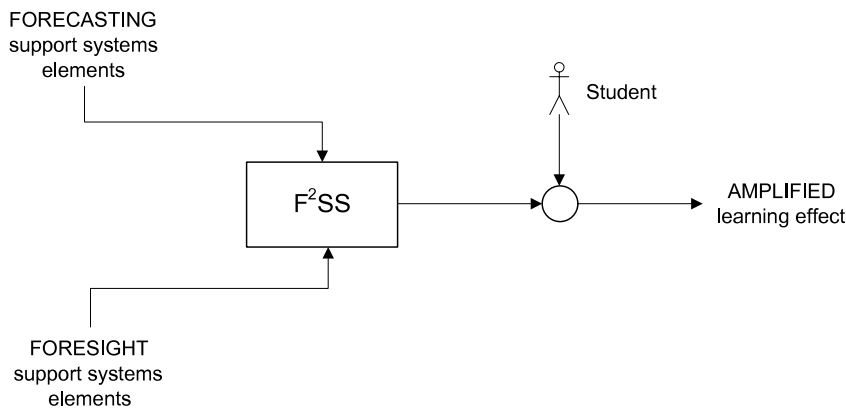 FORECASTING
support systems
elements
Student
F²SS
AMPLIFIED
learning effect
FORESIGHT
support systems
elements